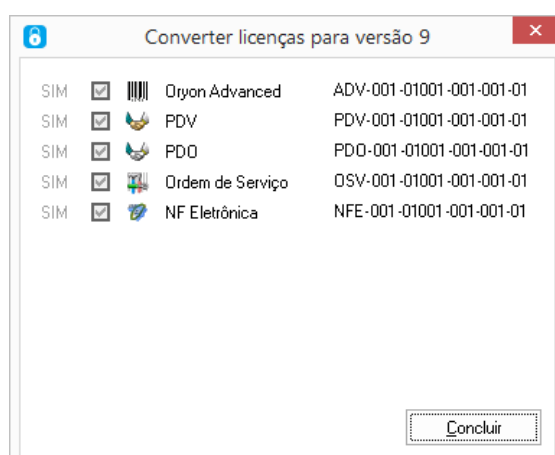 Converter licenças para versão 9
SIM Oryon Advanced ADV-001-01001-001-001-01
SIM PDV PDV-001-01001-001-001-01
SIM PDO PDO-001-01001-001-001-01
SIM Ordem de Serviço OSV-001-01001-001-001-01
SIM NF Eletrônica NFE-001-01001-001-001-01
Concluir